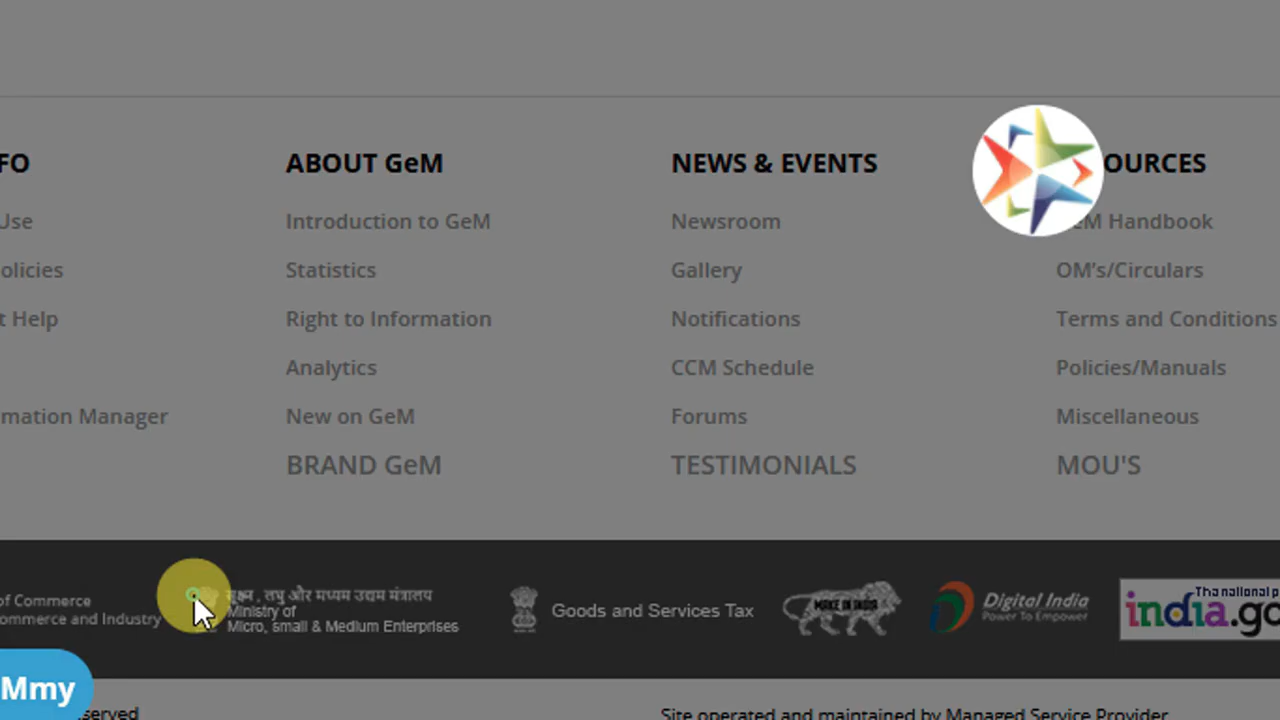 FO
Use
olicies
t Help
mation Manager
ABOUT GeM
Introduction to GeM
Statistics
Right to Information
Analytics
New on GeM
BRAND GeM
NEWS & EVENTS
Newsroom
Gallery
Notifications
CCM Schedule
Forums
TESTIMONIALS
OURCES
eM Handbook
OM's/Circulars
Terms and Conditions
Policies/Manuals
Miscellaneous
MOU'S
of Commerce
ommerce and Industry
सूक्ष्म , लघु और मध्यम उद्यम मंत्रालय
Ministry of
Micro, small & Medium Enterprises
Goods and Services Tax
MAKE IN INDIA
Digital India
Power To Empower
The national p
india.go
Mmy
served
Site operated and maintained by Managed Service Provider